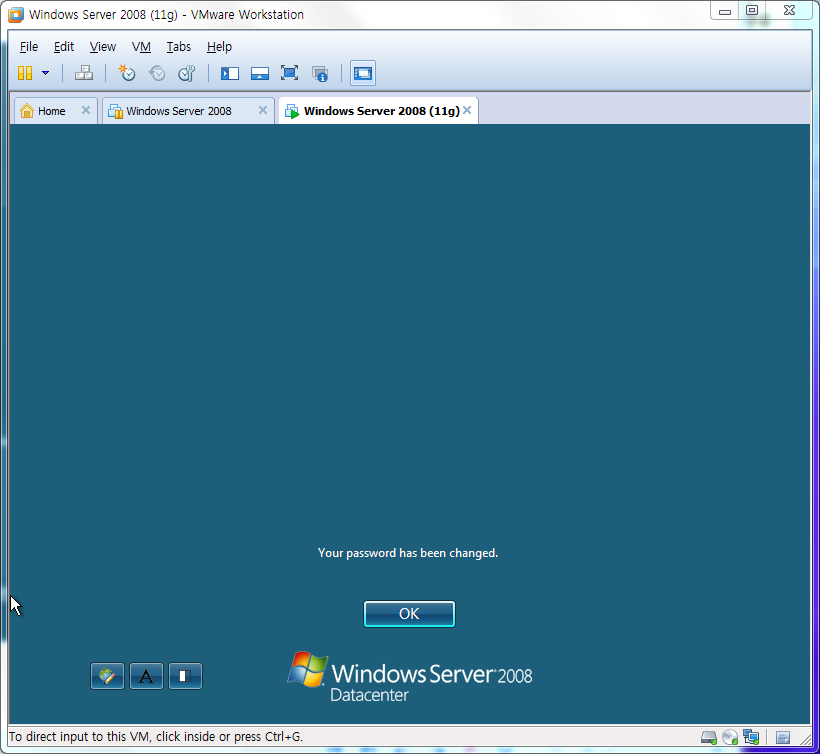 Windows Server 2008 (11g) - VMware Workstation
File Edit View VM Tabs Help
Home Windows Server 2008 Windows Server 2008 (11g)
Your password has been changed.
OK
A
Windows Server 2008
Datacenter
To direct input to this VM, click inside or press Ctrl+G.